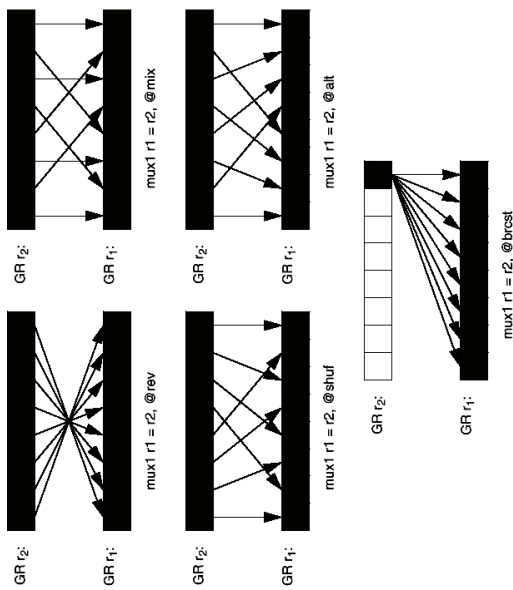 GR r2:
GR r1:
mux1 r1 = r2, @rev
GR r2:
GR r1:
mux1 r1 = r2, @mix
GR r2:
GR r1:
mux1 r1 = r2, @shuf
GR r2:
GR r1:
mux1 r1 = r2, @alt
GR r2:
GR r1:
mux1 r1 = r2, @brcst